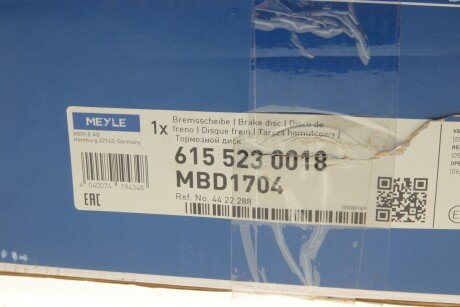 MEYLE
MEYLE AG
Hamburg 22143, Germany
1x
Bremsscheibe | Brake disc | Disco de
freno | Disque frein | Tarcza hamulcowa |
Тормозной диск
615 523 0018
MBD1704
Ref. No. 44 22 288
4 040074 194348
EAC
000W169